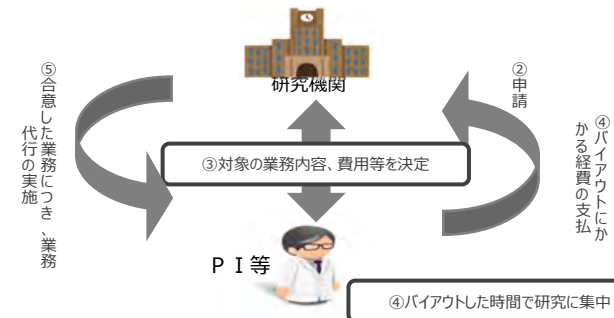 研究機関
⑤合意した業務につき、業務
代行の実施
②申請
④バイアウトにか
かる経費の支払
③対象の業務内容、費用等を決定
ＰＩ等
④バイアウトした時間で研究に集中